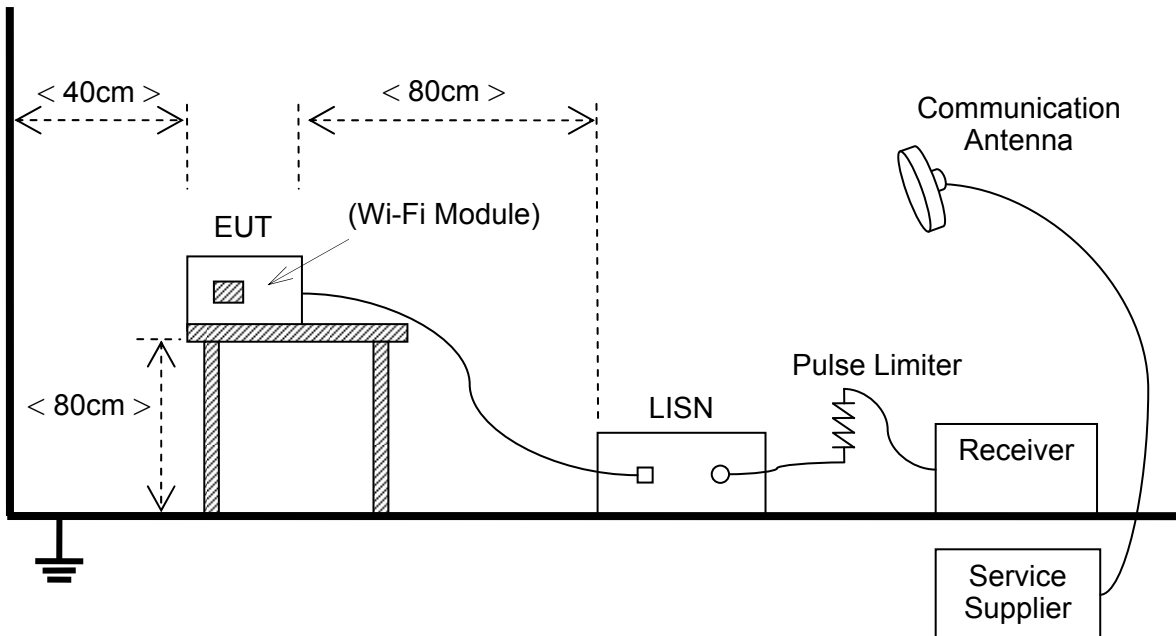 < 40cm >
< 80cm >
Communication
Antenna
EUT
(Wi-Fi Module)
< 80cm >
Pulse Limiter
LISN
Receiver
Service
Supplier